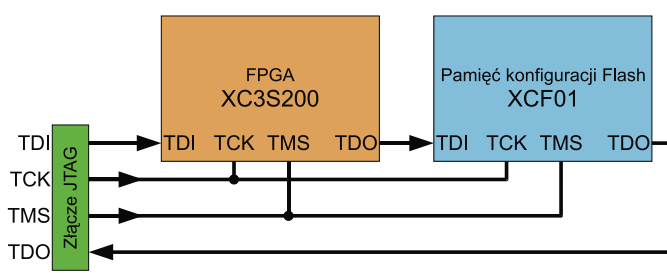 FPGA
XC3S200
TDI TCK TMS TDO
Pamięć konfiguracji Flash
XCF01
TDI TCK TMS TDO
TDI
TCK
TMS
TDO
Złącze JTAG